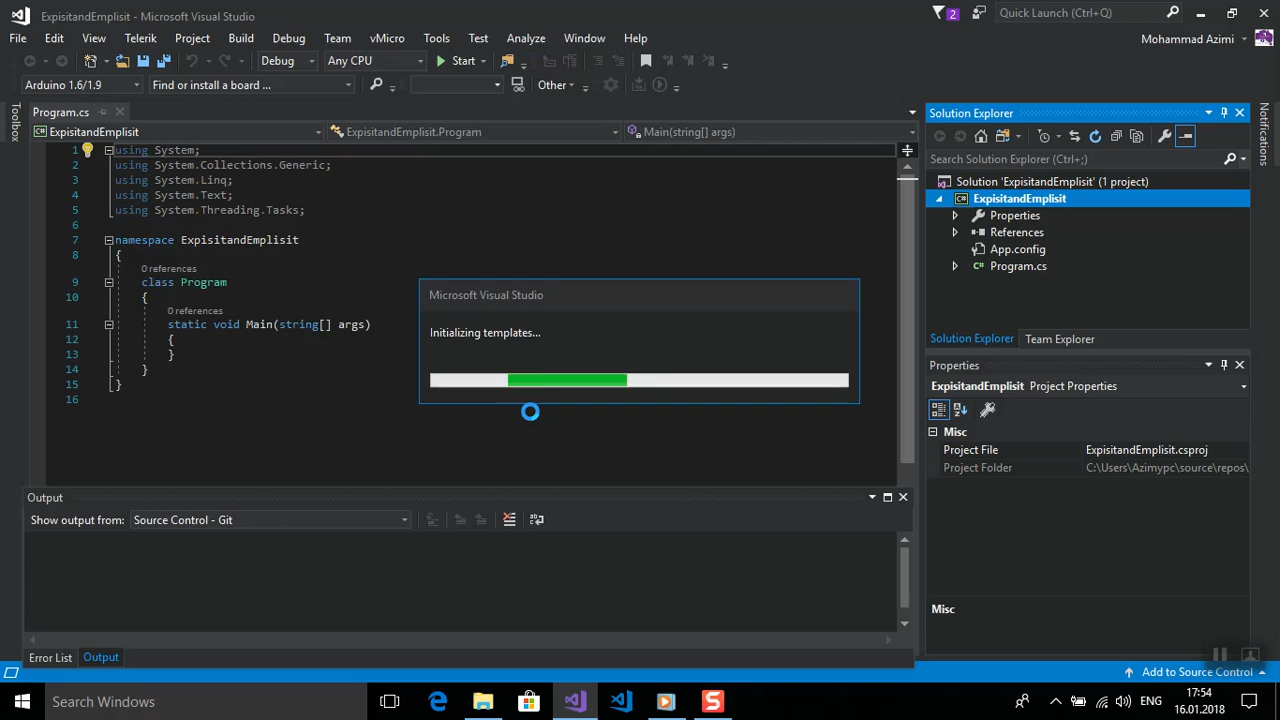 ExpisitandEmplisit - Microsoft Visual Studio
2
Quick Launch (Ctrl+Q)
File Edit View Telerik Project Build Debug Team vMicro Tools Test Analyze Window Help
Mohammad Azimi
Debug Any CPU Start
Arduino 1.6/1.9 Find or install a board ... Other
Toolbox
Program.cs
ExpisitandEmplisit ExpisitandEmplisit.Program Main(string[] args)
1 using System;
2 using System.Collections.Generic;
3 using System.Linq;
4 using System.Text;
5 using System.Threading.Tasks;
6
7 namespace ExpisitandEmplisit
8 {
0 references
9 class Program
10 {
0 references
11 static void Main(string[] args)
12 {
13 }
14 }
15 }
16
Microsoft Visual Studio
Initializing templates...
Output
Show output from: Source Control - Git
Error List Output
Solution Explorer
Search Solution Explorer (Ctrl+;)
Solution 'ExpisitandEmplisit' (1 project)
C# ExpisitandEmplisit
Properties
References
App.config
C# Program.cs
Solution Explorer Team Explorer
Properties
ExpisitandEmplisit Project Properties
Misc
Project File ExpisitandEmplisit.csproj
Project Folder C:\Users\Azimypc\source\repos\
Misc
Notifications
Add to Source Control
Search Windows
S
ENG
17:54
16.01.2018